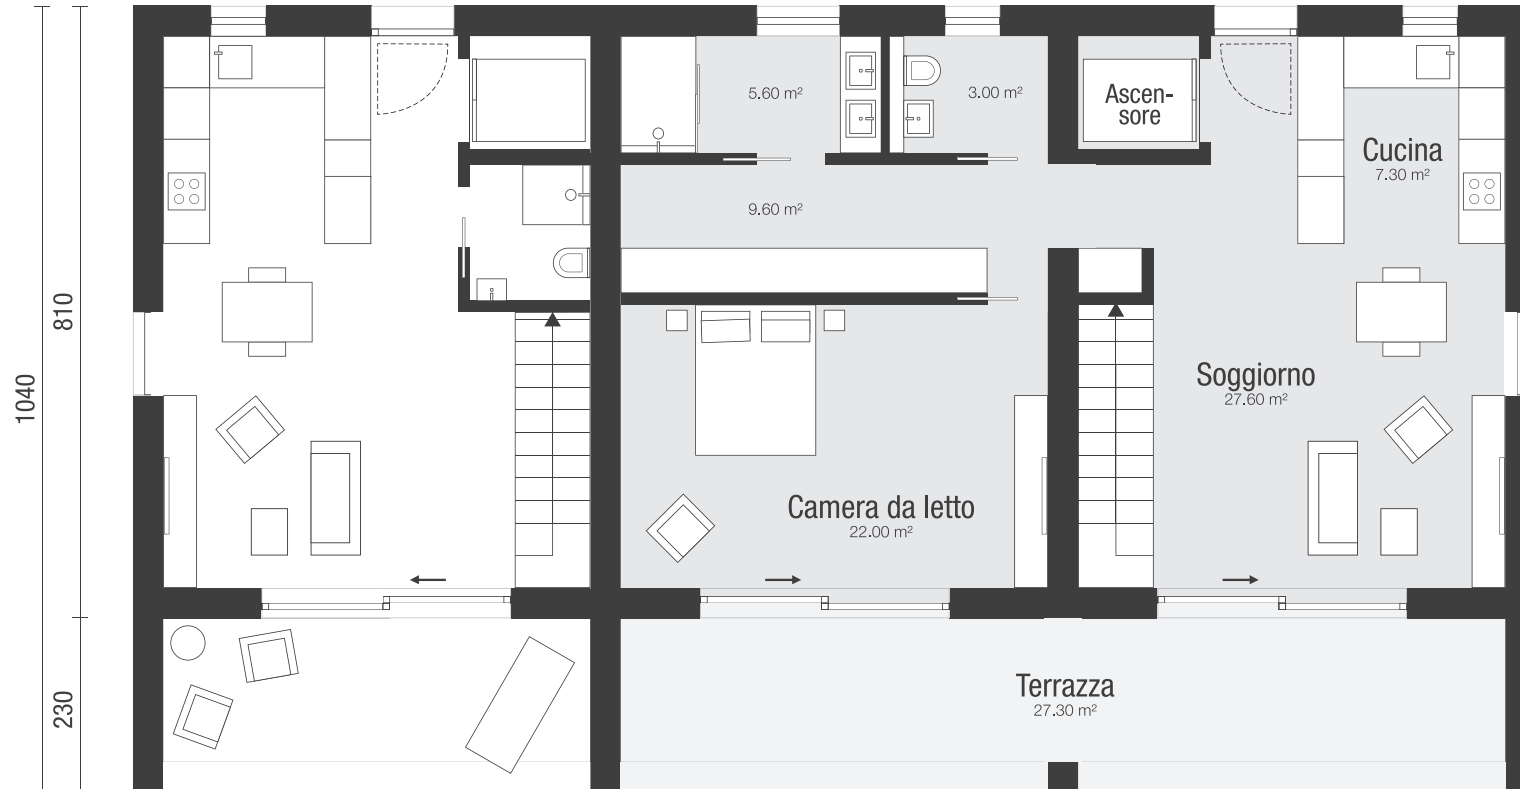 5.60 m²
3.00 m²
Ascen-
sore
Cucina
7.30 m²
9.60 m²
810
1040
Soggiorno
27.60 m²
Camera da letto
22.00 m²
Terrazza
27.30 m²
230